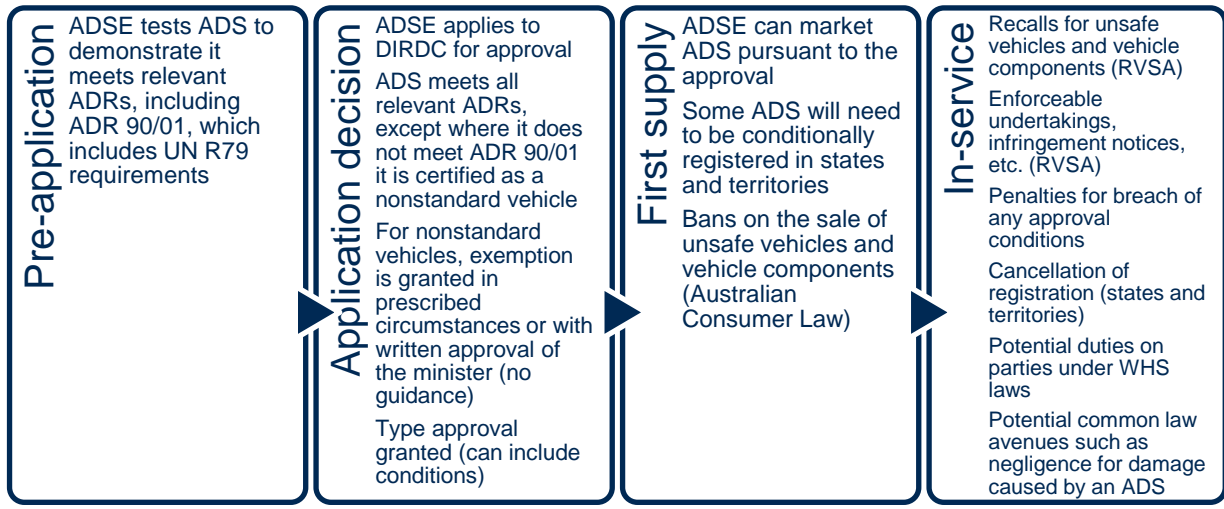 Pre-application
ADSE tests ADS to
demonstrate it
meets relevant
ADRs, including
ADR 90/01, which
includes UN R79
requirements
Application decision
ADSE applies to
DIRDC for approval
ADS meets all
relevant ADRs,
except where it does
not meet ADR 90/01
it is certified as a
nonstandard vehicle
For nonstandard
vehicles, exemption
is granted in
prescribed
circumstances or with
written approval of
the minister (no
guidance)
Type approval
granted (can include
conditions)
First supply
ADSE can market
ADS pursuant to the
approval
Some ADS will need
to be conditionally
registered in states
and territories
Bans on the sale of
unsafe vehicles and
vehicle components
(Australian
Consumer Law)
In-service
Recalls for unsafe
vehicles and vehicle
components (RVSA)
Enforceable
undertakings,
infringement notices,
etc. (RVSA)
Penalties for breach of
any approval
conditions
Cancellation of
registration (states and
territories)
Potential duties on
parties under WHS
laws
Potential common law
avenues such as
negligence for damage
caused by an ADS